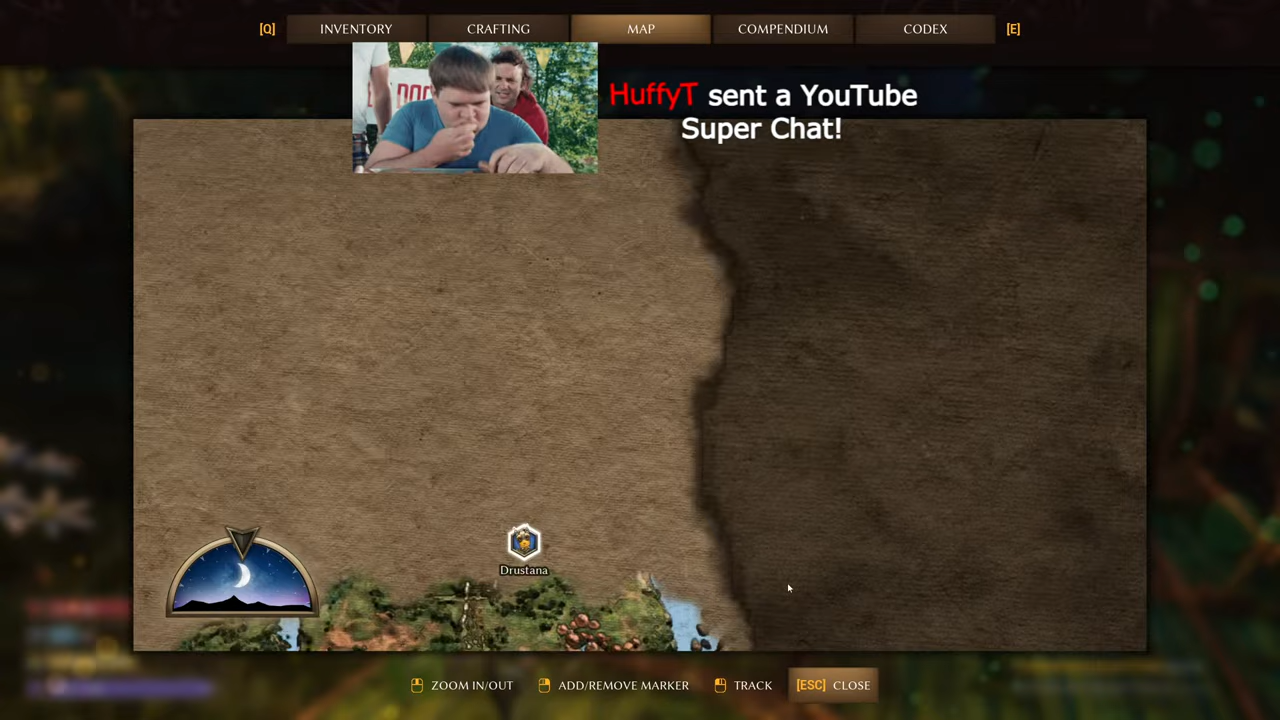 [Q] INVENTORY CRAFTING MAP COMPENDIUM CODEX [E]
HuffyT sent a YouTube
Super Chat!
Drustana
ZOOM IN/OUT ADD/REMOVE MARKER TRACK [ESC] CLOSE